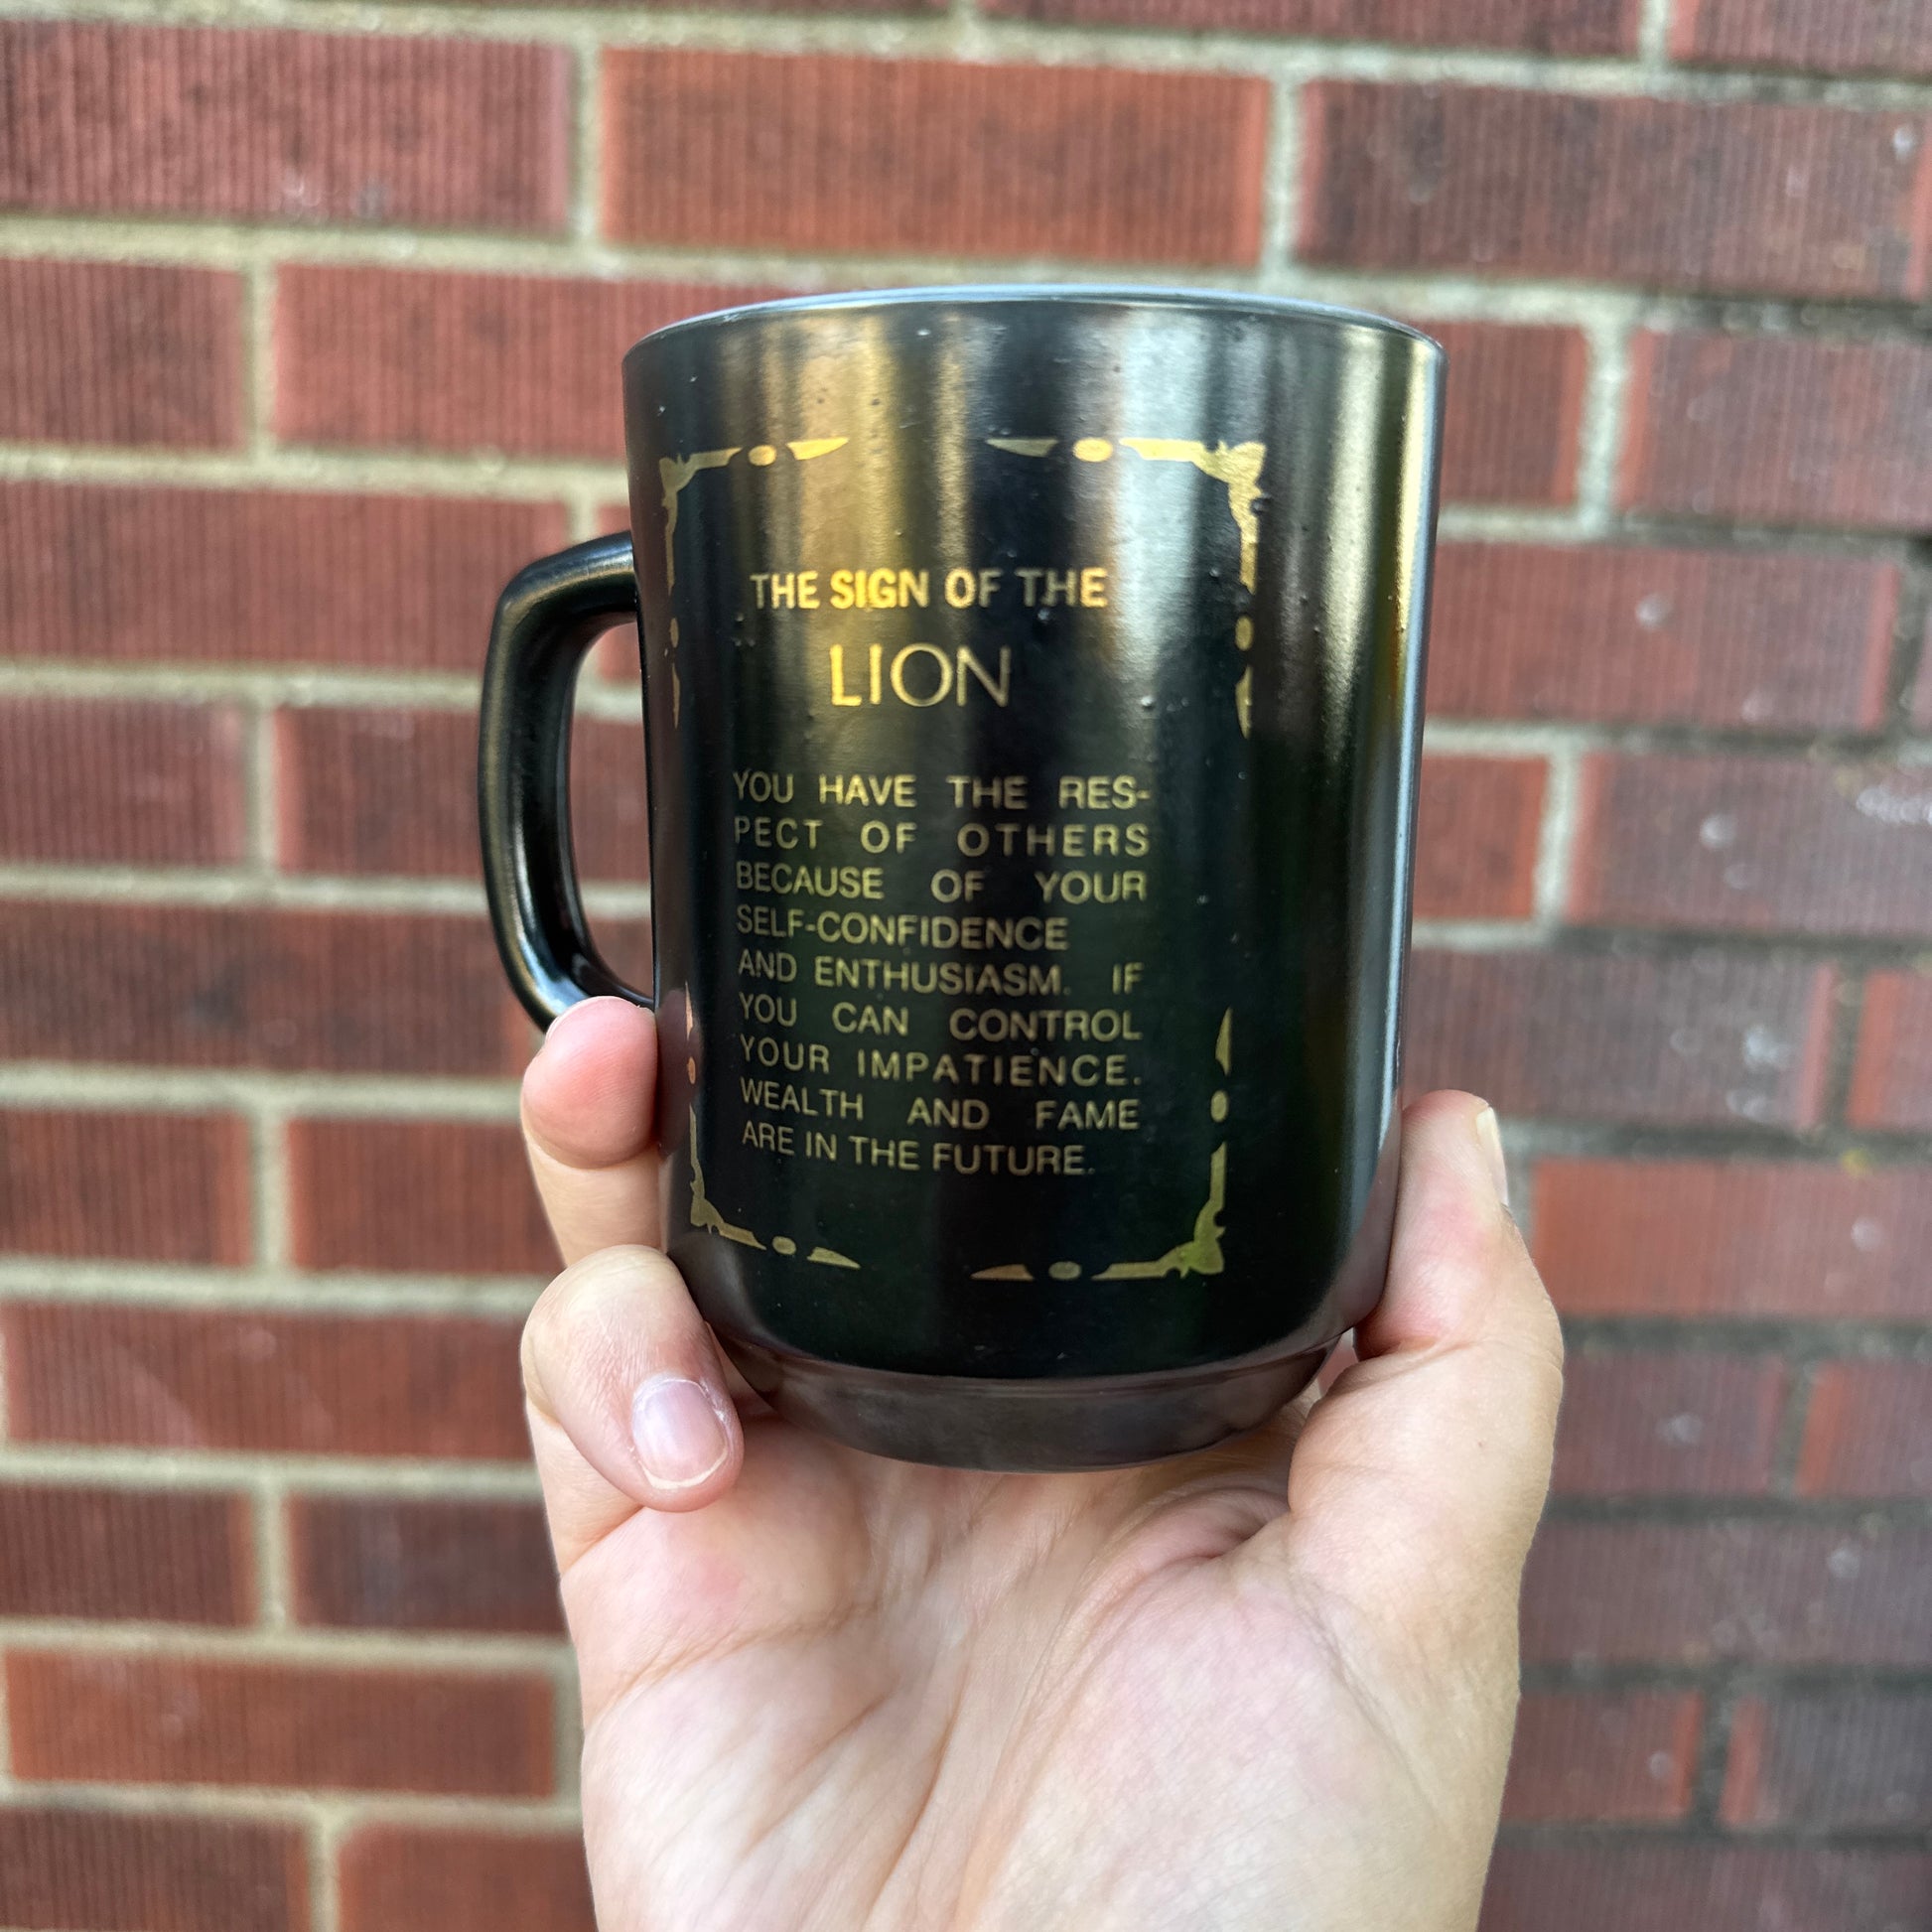 THE SIGN OF THE
LION
YOU HAVE THE RES-
PECT OF OTHERS
BECAUSE OF YOUR
SELF-CONFIDENCE
AND ENTHUSIASM. IF
YOU CAN CONTROL
YOUR IMPATIENCE.
WEALTH AND FAME
ARE IN THE FUTURE.